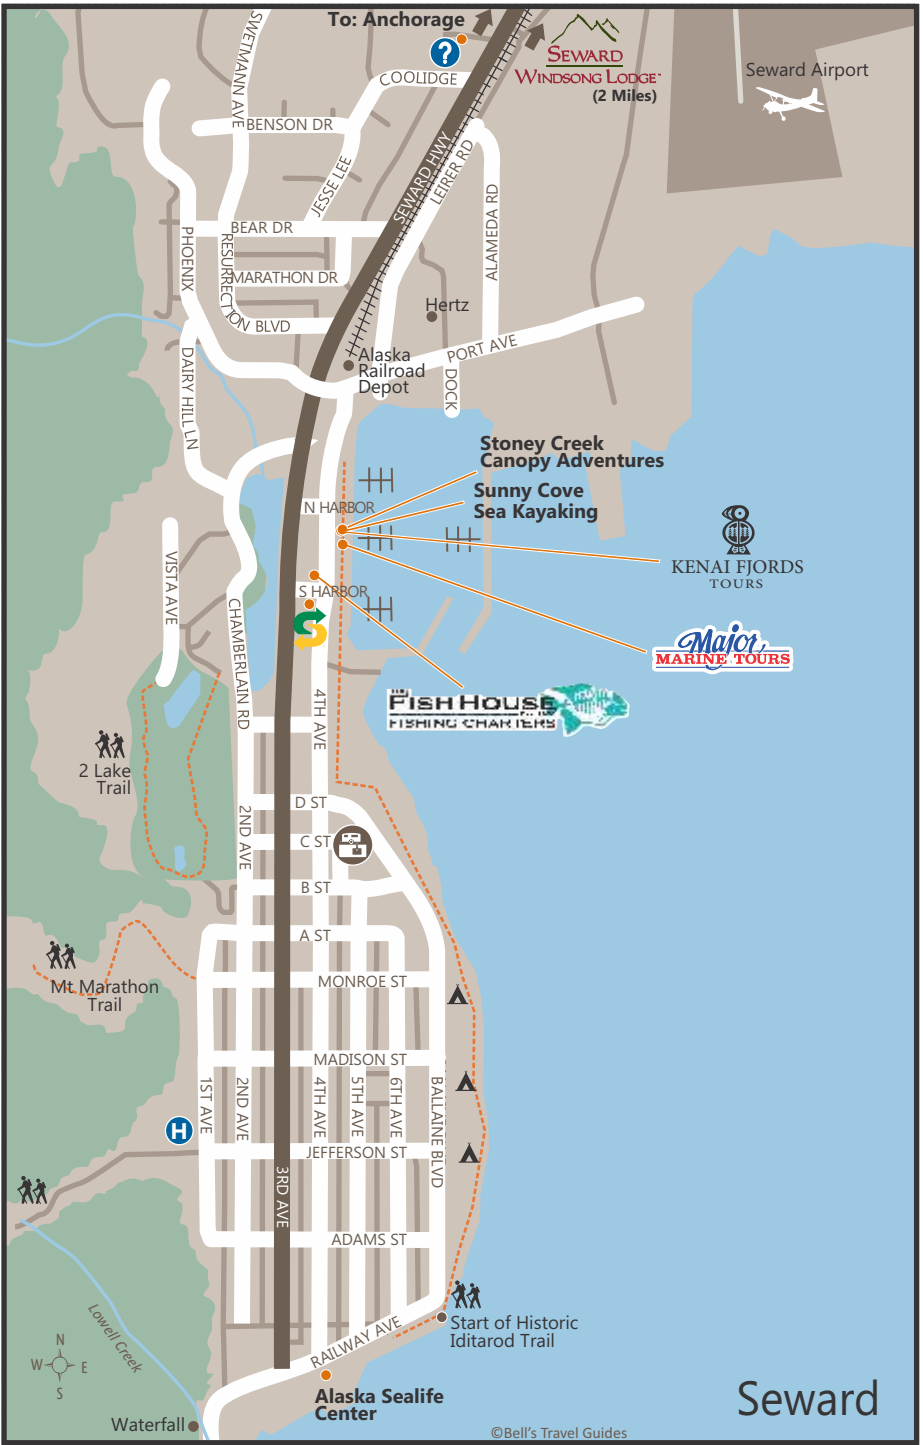 To: Anchorage
?
SEWARD
WINDSONG LODGE
(2 Miles)
Seward Airport
SWETMANN AVE
COOLIDGE
BENSON DR
JESSE LEE
SEWARD HWY
LEIRER RD
ALAMEDA RD
BEAR DR
PHOENIX
RESURRECTION BLVD
MARATHON DR
Hertz
PORT AVE
DOCK
Alaska
Railroad
Depot
DAIRY HILL LN
Stoney Creek
Canopy Adventures
Sunny Cove
Sea Kayaking
N HARBOR
KENAI FJORDS
TOURS
VISTA AVE
S HARBOR
CHAMBERLAIN RD
Major
MARINE TOURS
THE
FISH HOUSE
FISHING CHARTERS
4TH AVE
2 Lake
Trail
D ST
2ND AVE
C ST
B ST
A ST
Mt Marathon
Trail
MONROE ST
MADISON ST
1ST AVE
2ND AVE
4TH AVE
5TH AVE
6TH AVE
BALLAINE BLVD
H
JEFFERSON ST
3RD AVE
ADAMS ST
Start of Historic
Iditarod Trail
RAILWAY AVE
Lowell Creek
N
W
E
S
Alaska Sealife
Center
Waterfall
Seward
©Bell's Travel Guides